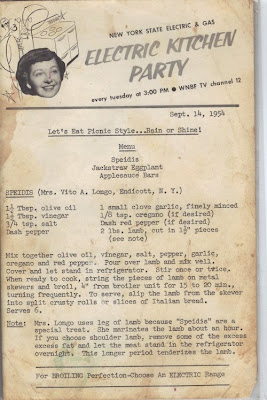 NEW YORK STATE ELECTRIC & GAS
ELECTRIC KITCHEN
PARTY
every tuesday at 3:00 PM ● WNBF TV channel 12
Sept. 14, 1954
Let's Eat Picnic Style...Rain or Shine!
Menu
Speidis
Jackstraw Eggplant
Applesauce Bars
SPEIDIS (Mrs. Vito A. Longo, Endicott, N. Y.)
1½ Tbsp. olive oil 1 small clove garlic, finely minced
1½ Tbsp. vinegar 1/8 tsp. oregano (if desired)
3/4 tsp. salt Dash red pepper (if desired)
Dash pepper 2 lbs. lamb, cut in 1½" pieces
(see note)
Mix together olive oil, vinegar, salt, pepper, garlic,
oregano and red pepper. Pour over lamb and mix well.
Cover and let stand in refrigerator. Stir once or twice.
When ready to cook, string the pieces of lamb on metal
skewers and broil, 4" from broiler unit for 15 to 20 min.,
turning frequently. To serve, slip the lamb from the skewer
into split crusty rolls or slices of Italian bread.
Serves 6.
Note: Mrs. Longo uses leg of lamb because "Speidis" are a
special treat. She marinates the lamb about an hour.
If you choose shoulder lamb, remove some of the excess
excess fat and let the meat stand in the refrigerator
overnight. This longer period tenderizes the lamb.
For BROILING Perfection-Choose An ELECTRIC Range